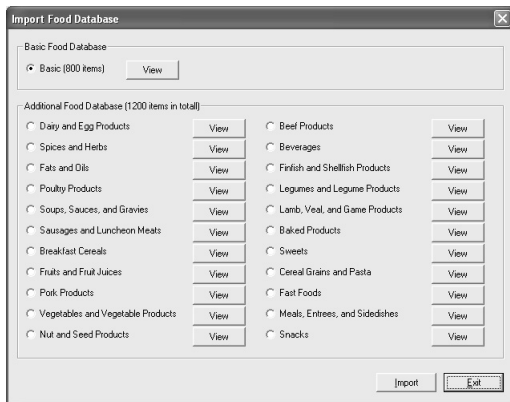 Import Food Database
Basic Food Database
Basic (800 items) View
Additional Food Database (1200 items in totall)
Dairy and Egg Products View Beef Products View
Spices and Herbs View Beverages View
Fats and Oils View Finfish and Shellfish Products View
Poultry Products View Legumes and Legume Products View
Soups, Sauces, and Gravies View Lamb, Veal, and Game Products View
Sausages and Luncheon Meats View Baked Products View
Breakfast Cereals View Sweets View
Fruits and Fruit Juices View Cereal Grains and Pasta View
Pork Products View Fast Foods View
Vegetables and Vegetable Products View Meals, Entrees, and Sidedishes View
Nut and Seed Products View Snacks View
Import Exit